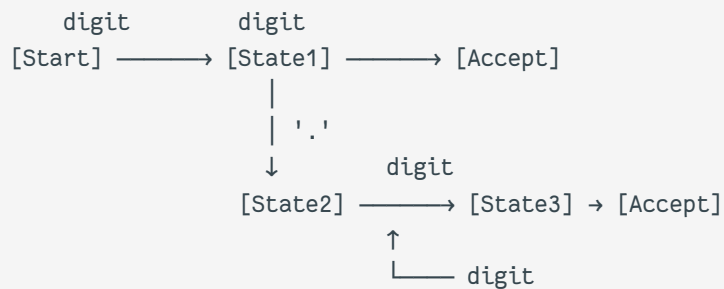 digit digit
[Start] ──────→ [State1] ──────→ [Accept]
│
│ '.'
↓ digit
[State2] ──────→ [State3] → [Accept]
↑
└──── digit